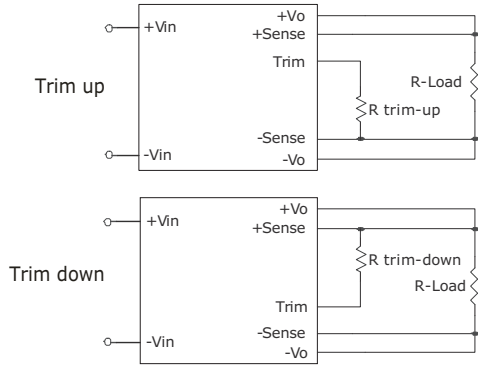 +Vo
+Vin
+Sense
Trim
R-Load
Trim up
R trim-up
-Sense
-Vin
-Vo
+Vo
+Vin
+Sense
R trim-down
Trim down
R-Load
Trim
-Sense
-Vin
-Vo